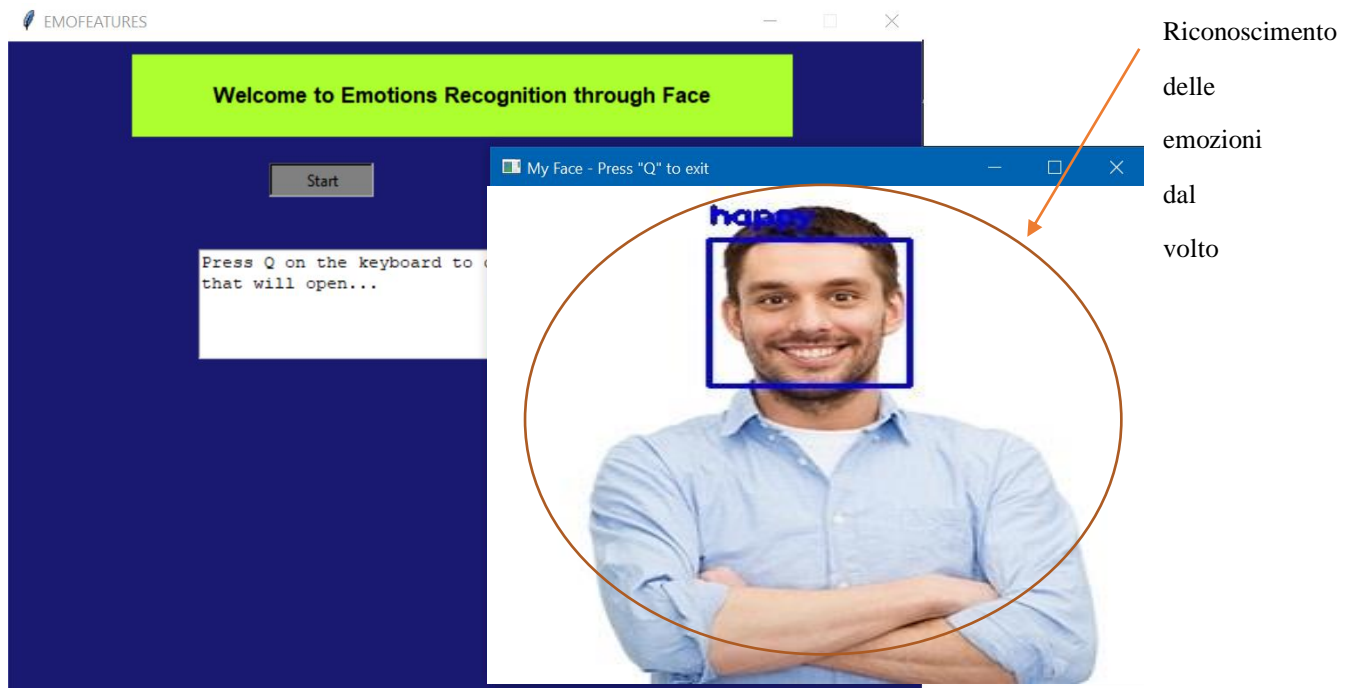 EMOFEATURES
Welcome to Emotions Recognition through Face
Start
Press Q on the keyboard to
that will open...
My Face - Press "Q" to exit
happy
Riconoscimento
delle
emozioni
dal
volto